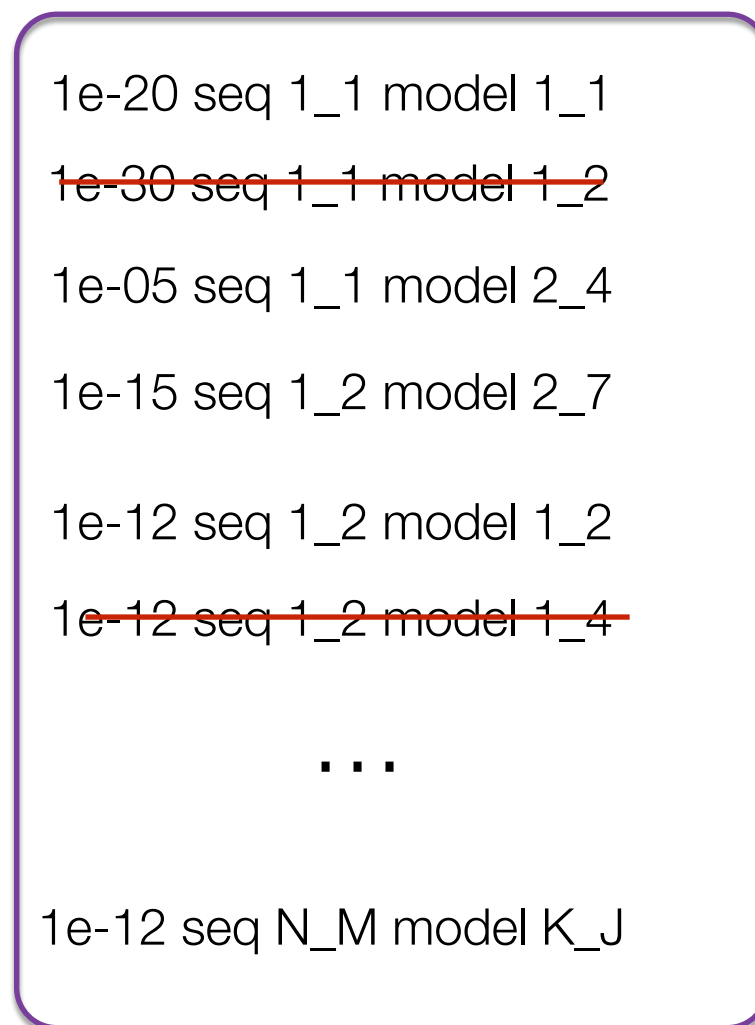 1e-20 seq 1_1 model 1_1
1e-30 seq 1_1 model 1_2
1e-05 seq 1_1 model 2_4
1e-15 seq 1_2 model 2_7
1e-12 seq 1_2 model 1_2
1e-12 seq 1_2 model 1_4
...
1e-12 seq N_M model K_J